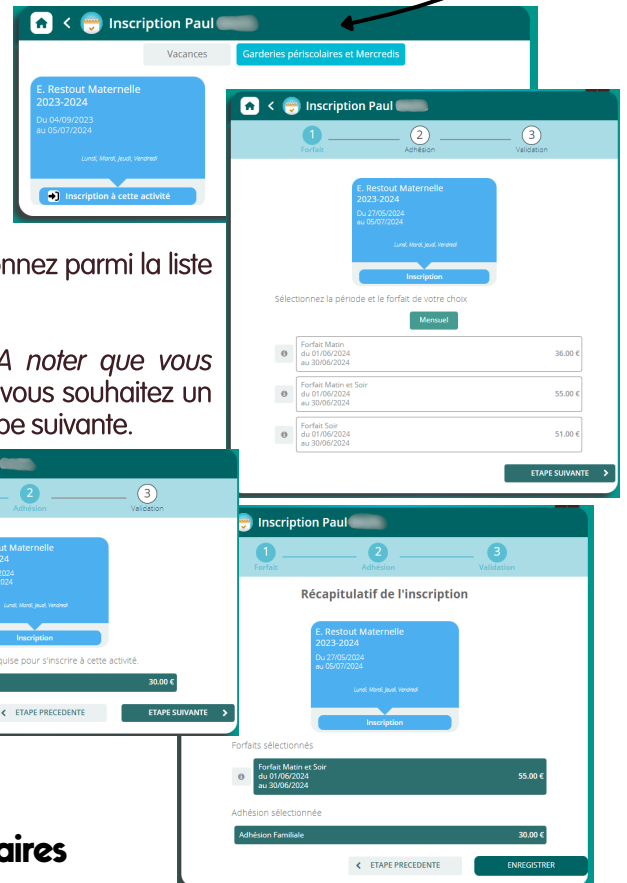 Inscription Paul
Vacances
Garderies périscolaires et Mercredis
E. Restout Maternelle
2023-2024
Du 04/09/2023
au 05/07/2024
Lundi, Mardi, Jeudi, Vendredi
Inscription à cette activité
Inscription Paul
1
2
3
Forfait
Adhésion
Validation
E. Restout Maternelle
2023-2024
Du 27/05/2024
au 05/07/2024
Lundi, Mardi, Jeudi, Vendredi
Inscription
Sélectionnez la période et le forfait de votre choix
Mensuel
Forfait Matin
du 01/06/2024
au 30/06/2024
36.00 €
Forfait Matin et Soir
du 01/06/2024
au 30/06/2024
55.00 €
Forfait Soir
du 01/06/2024
au 30/06/2024
51.00 €
ETAPE SUIVANTE
nnez parmi la liste
A noter que vous
vous souhaitez un
pe suivante.
2
3
Adhésion
Validation
ut Maternelle
24
2024
024
Lundi, Mardi, Jeudi, Vendredi
Inscription
quise pour s'inscrire à cette activité.
30.00 €
ETAPE PRECEDENTE
ETAPE SUIVANTE
Inscription Paul
1
2
3
Forfait
Adhésion
Validation
Récapitulatif de l'inscription
E. Restout Maternelle
2023-2024
Du 27/05/2024
au 05/07/2024
Lundi, Mardi, Jeudi, Vendredi
Inscription
Forfaits sélectionnés
Forfait Matin et Soir
du 01/06/2024
au 30/06/2024
55.00 €
Adhésion sélectionnée
Adhésion Familiale
30.00 €
ETAPE PRECEDENTE
ENREGISTRER
aires